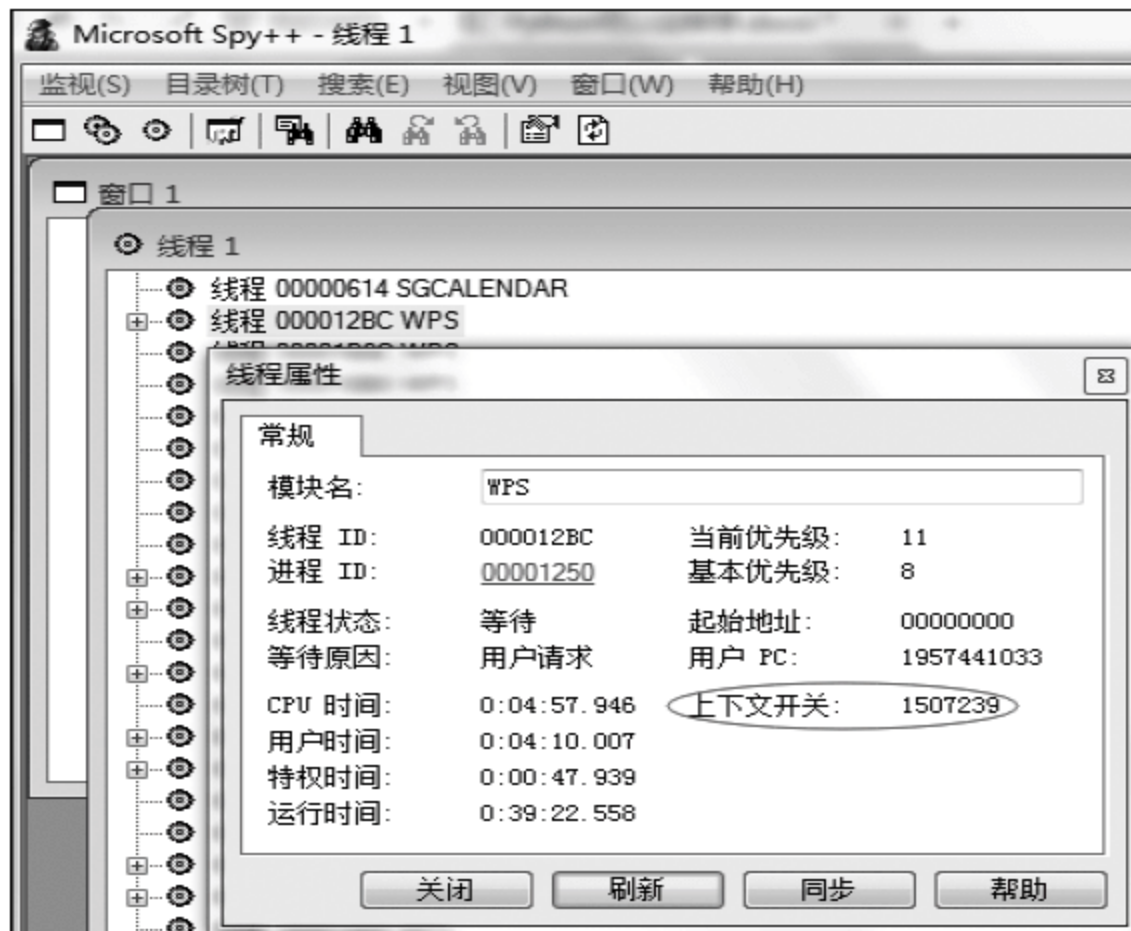 Microsoft Spy++ - 线程 1
监视(S) 目录树(T) 搜索(E) 视图(V) 窗口(W) 帮助(H)
窗口 1
线程 1
线程 00000614 SGCALENDAR
线程 000012BC WPS
线程属性
常规
模块名: WPS
线程 ID: 000012BC 当前优先级: 11
进程 ID: 00001250 基本优先级: 8
线程状态: 等待 起始地址: 00000000
等待原因: 用户请求 用户 PC: 1957441033
CPU 时间: 0:04:57.946 上下文开关: 1507239
用户时间: 0:04:10.007
特权时间: 0:00:47.939
运行时间: 0:39:22.558
关闭 刷新 同步 帮助